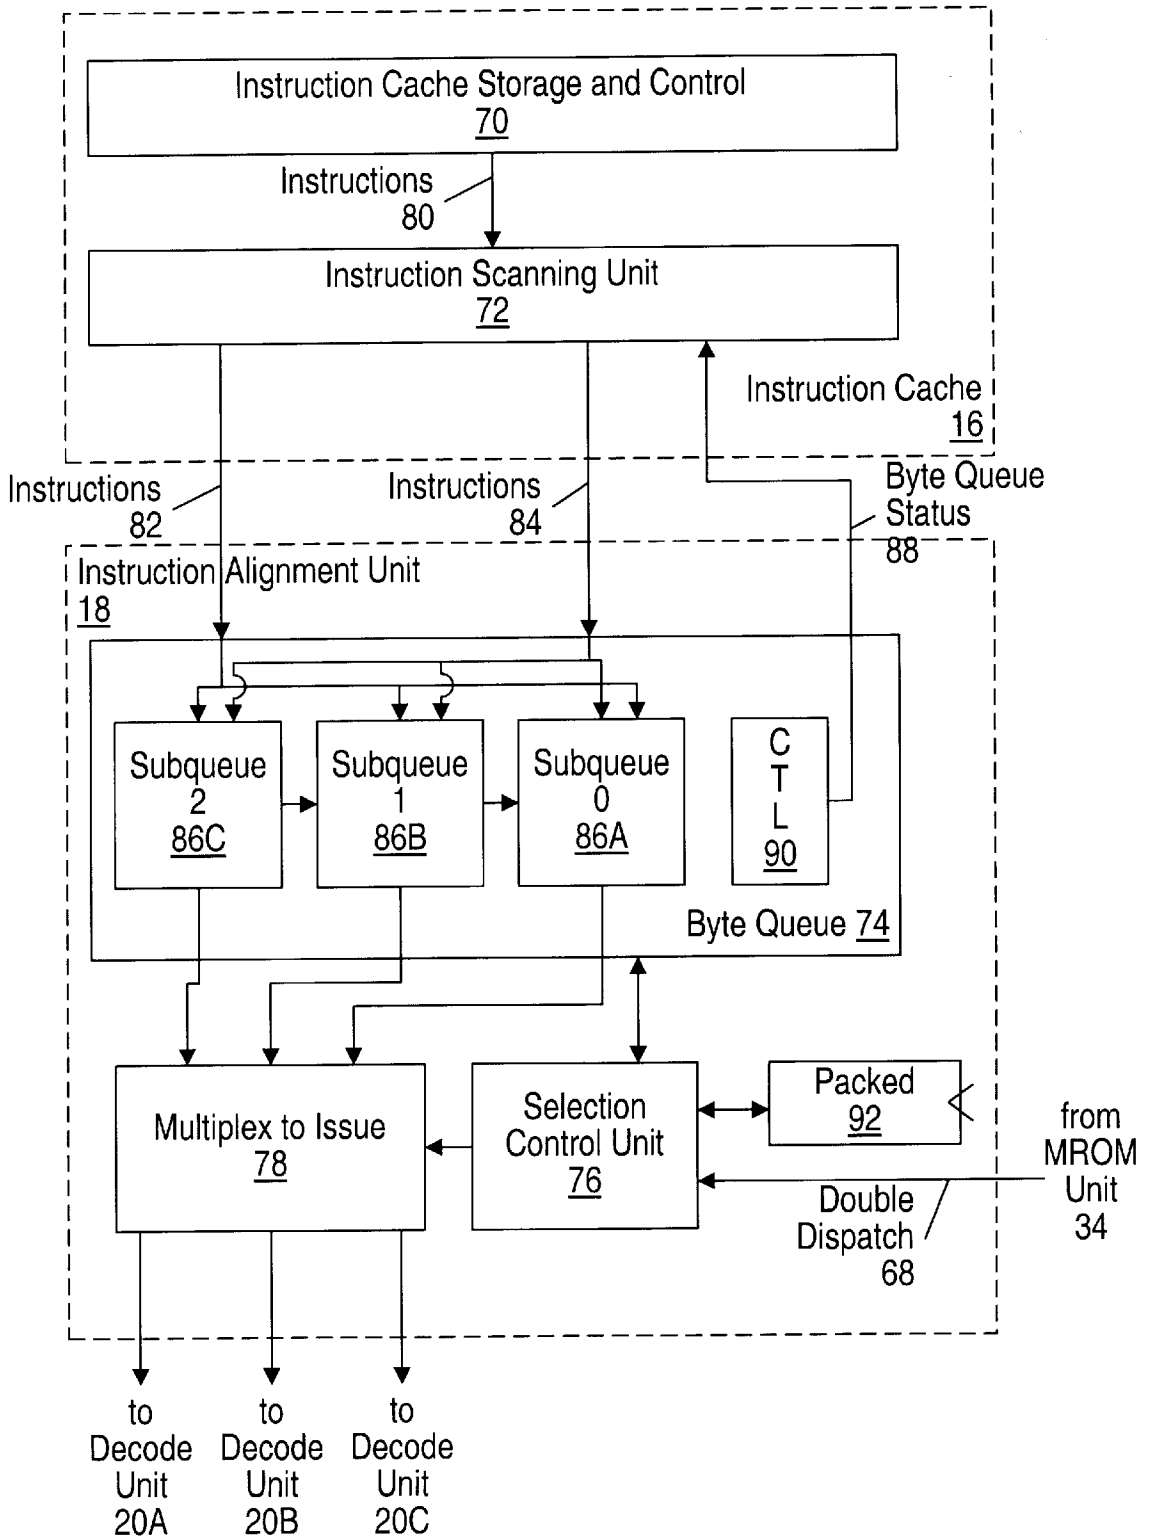 Instruction Cache Storage and Control
70
Instructions
80
Instruction Scanning Unit
72
Instruction Cache
16
Instructions
82
Instructions
84
Byte Queue
Status
88
Instruction Alignment Unit
18
Subqueue
2
86C
Subqueue
1
86B
Subqueue
0
86A
C
T
L
90
Byte Queue 74
Multiplex to Issue
78
Selection
Control Unit
76
Packed
92
from
MROM
Unit
34
Double
Dispatch
68
to
Decode
Unit
20A
to
Decode
Unit
20B
to
Decode
Unit
20C